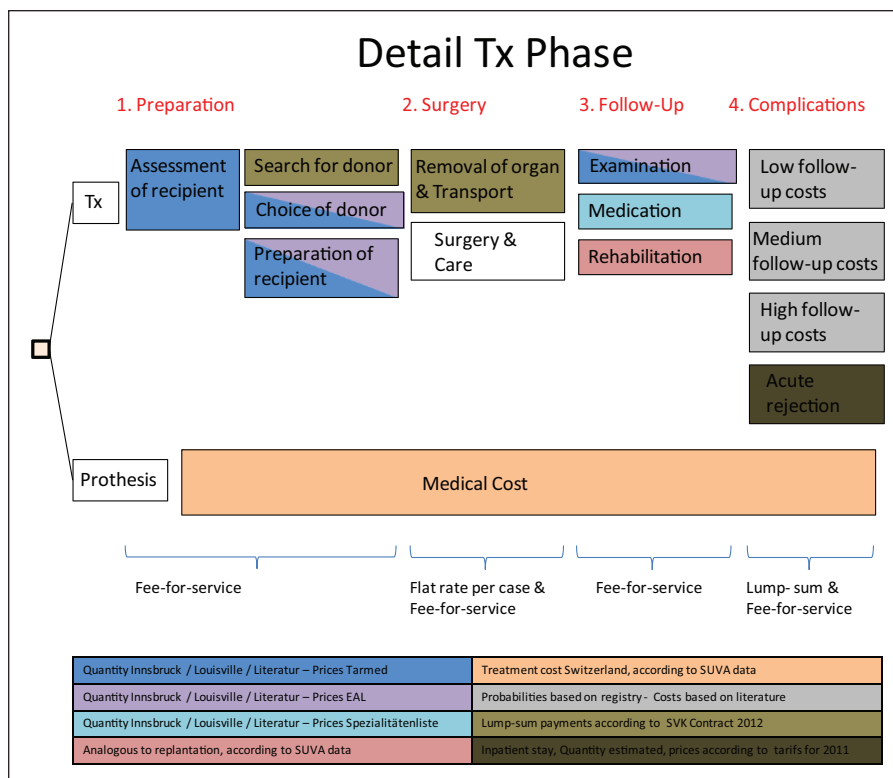 Detail Tx Phase
1. Preparation
2. Surgery
3. Follow-Up
4. Complications
Tx
Assessment
of recipient
Search for donor
Choice of donor
Preparation of
recipient
Removal of organ
& Transport
Surgery &
Care
Examination
Medication
Rehabilitation
Low follow-
up costs
Medium
follow-up costs
High follow-
up costs
Acute
rejection
Prothesis
Medical Cost
Fee-for-service
Flat rate per case &
Fee-for-service
Fee-for-service
Lump- sum &
Fee-for-service
Quantity Innsbruck / Louisville / Literatur – Prices Tarmed
Treatment cost Switzerland, according to SUVA data
Quantity Innsbruck / Louisville / Literatur – Prices EAL
Probabilities based on registry - Costs based on literature
Quantity Innsbruck / Louisville / Literatur – Prices Spezialitätenliste
Lump-sum payments according to SVK Contract 2012
Analogous to replantation, according to SUVA data
Inpatient stay, Quantity estimated, prices according to tarifs for 2011